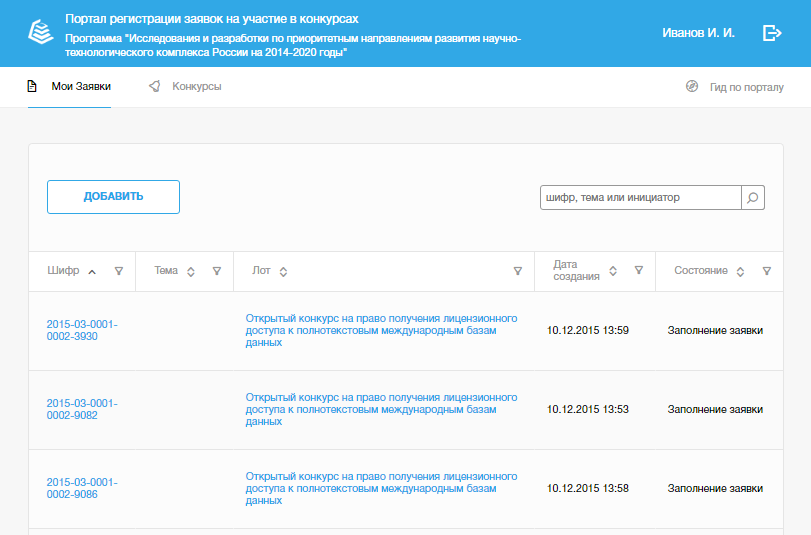 Портал регистрации заявок на участие в конкурсах
Программа "Исследования и разработки по приоритетным направлениям развития научно-
технологического комплекса России на 2014-2020 годы"
Иванов И. И.
Мои Заявки
Конкурсы
Гид по порталу
ДОБАВИТЬ
шифр, тема или инициатор
Шифр
Тема
Лот
Дата
создания
Состояние
2015-03-0001-
0002-3930
Открытый конкурс на право получения лицензионного
доступа к полнотекстовым международным базам
данных
10.12.2015 13:59
Заполнение заявки
2015-03-0001-
0002-9082
Открытый конкурс на право получения лицензионного
доступа к полнотекстовым международным базам
данных
10.12.2015 13:53
Заполнение заявки
2015-03-0001-
0002-9086
Открытый конкурс на право получения лицензионного
доступа к полнотекстовым международным базам
данных
10.12.2015 13:58
Заполнение заявки